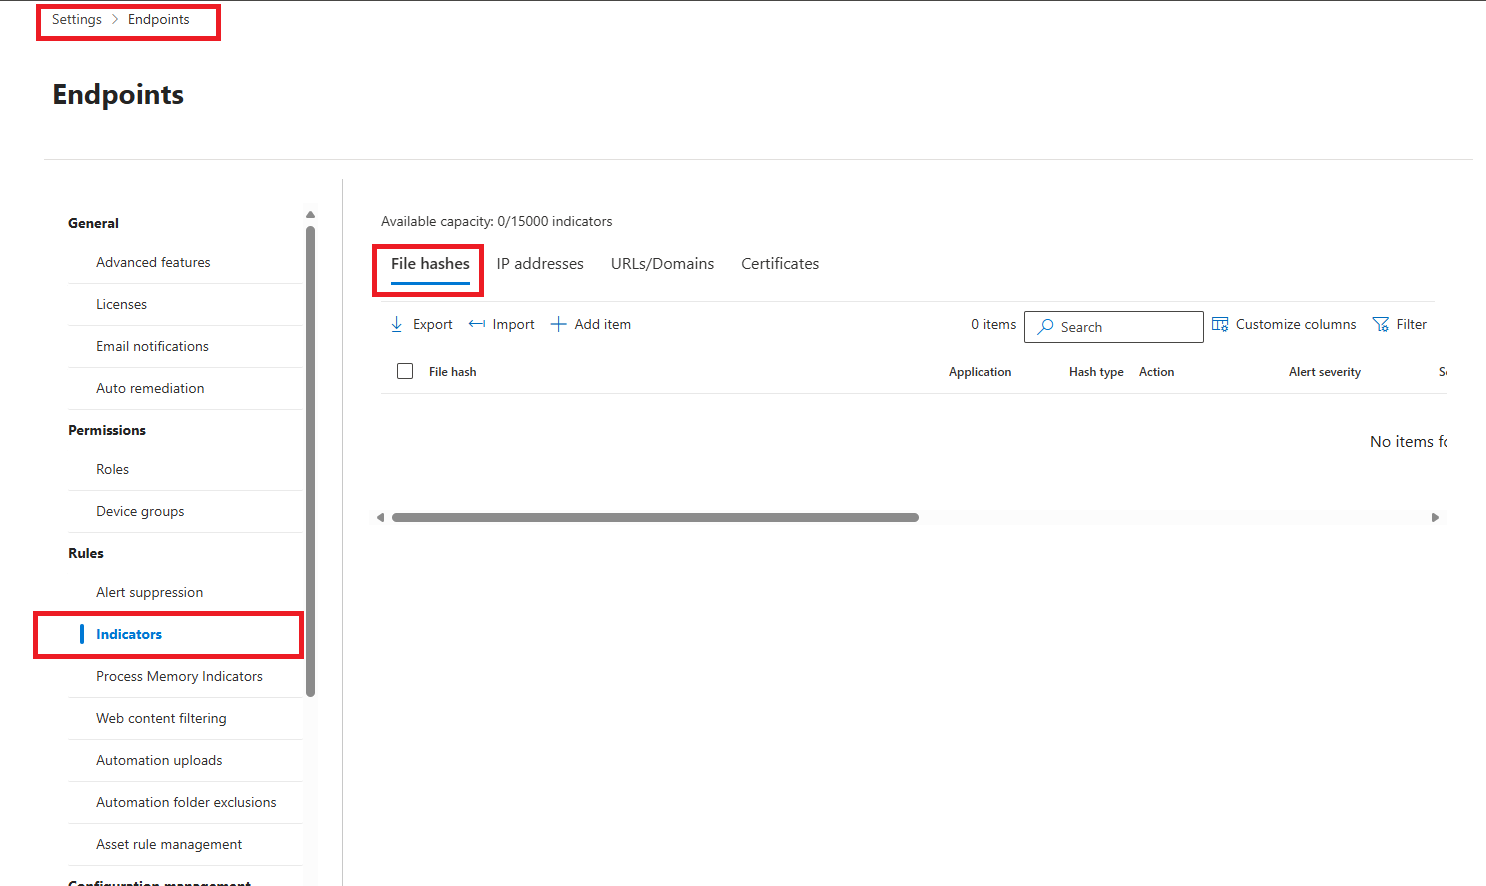 Settings > Endpoints
Endpoints
General
Advanced features
Licenses
Email notifications
Auto remediation
Permissions
Roles
Device groups
Rules
Alert suppression
Indicators
Process Memory Indicators
Web content filtering
Automation uploads
Automation folder exclusions
Asset rule management
Configuration management
Available capacity: 0/15000 indicators
File hashes IP addresses URLs/Domains Certificates
Export Import Add item 0 items Search Customize columns Filter
File hash Application Hash type Action Alert severity
No items